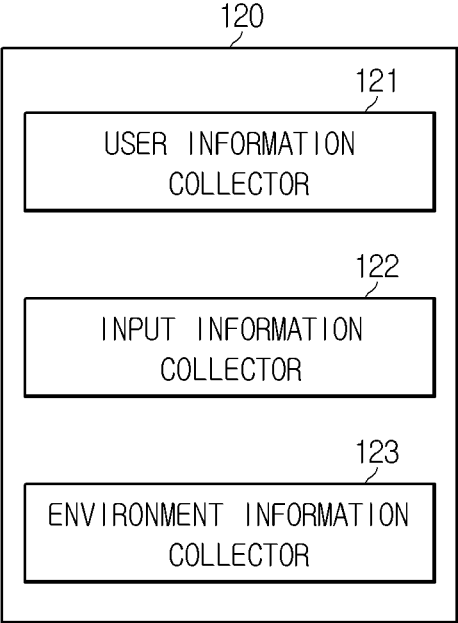 120
121
USER INFORMATION
COLLECTOR
122
INPUT INFORMATION
COLLECTOR
123
ENVIRONMENT INFORMATION
COLLECTOR